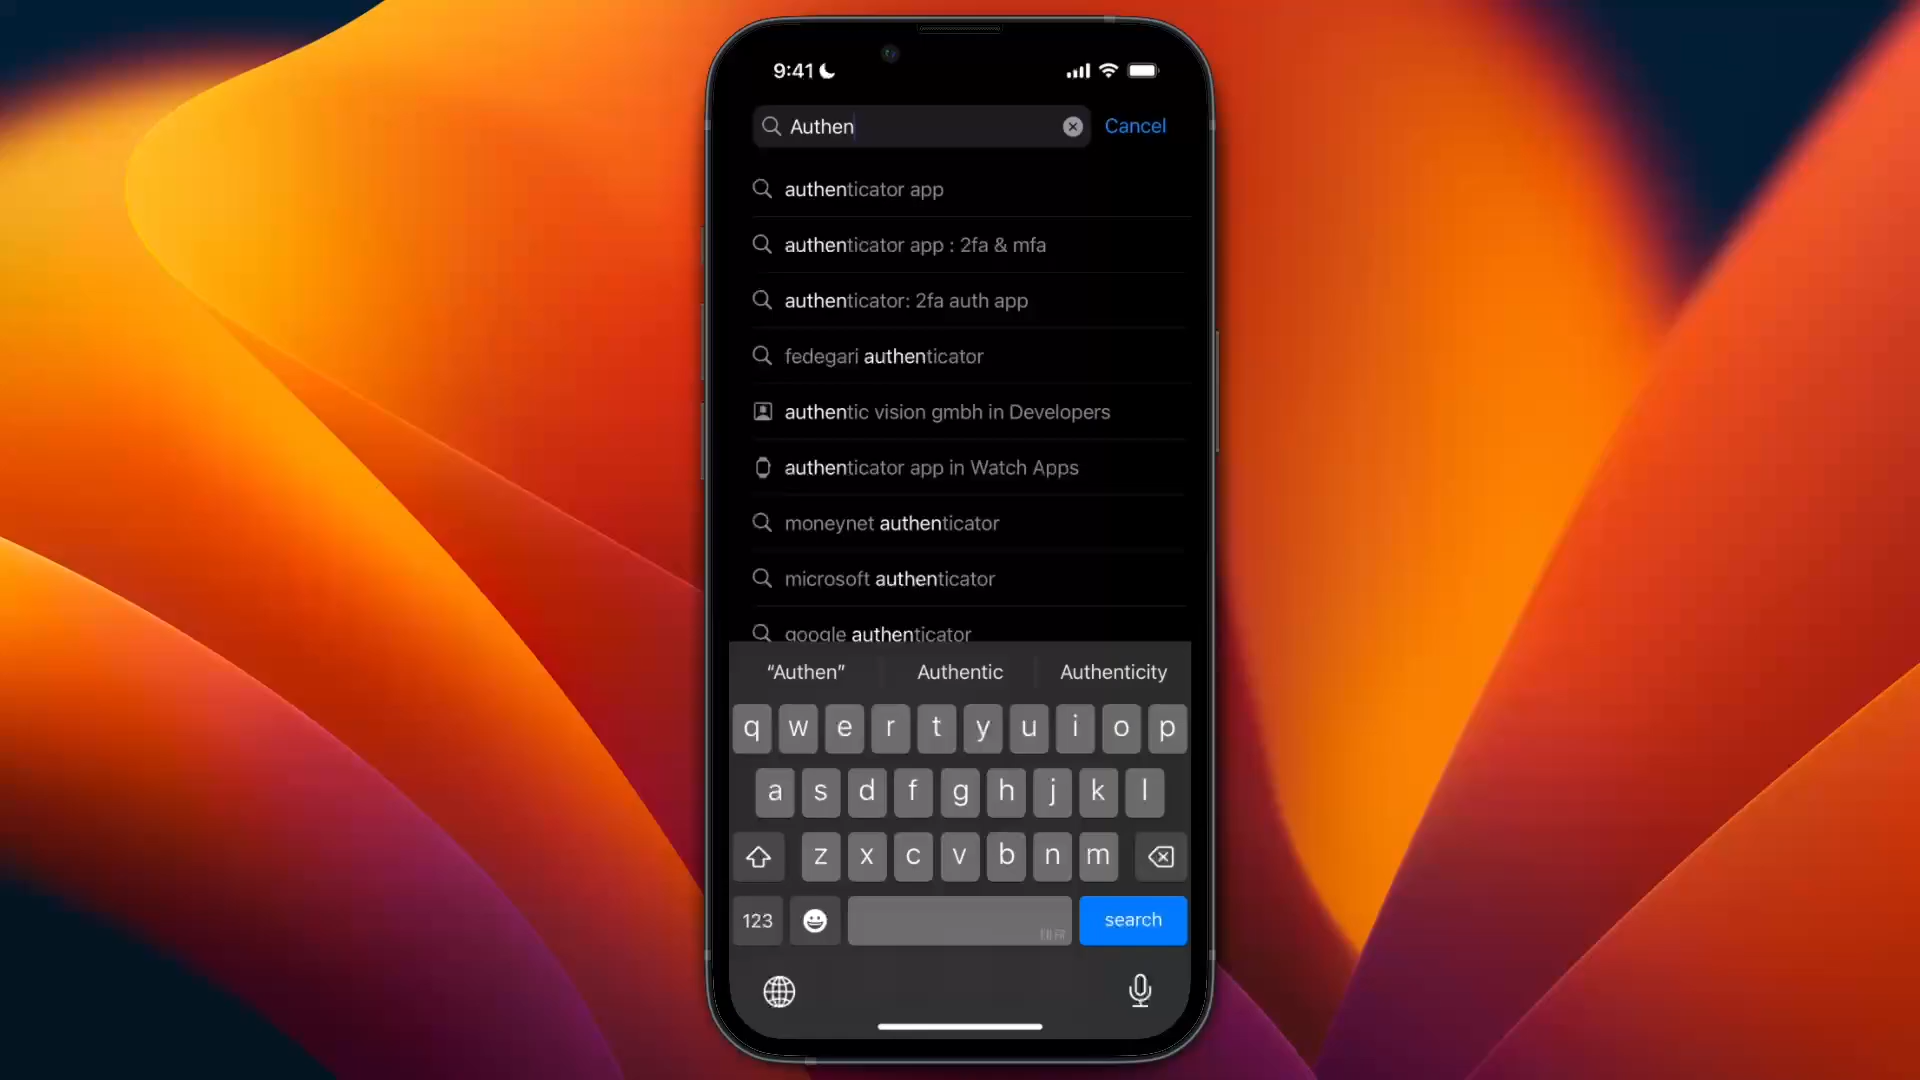 9:41
Authen
Cancel
authenticator app
authenticator app : 2fa & mfa
authenticator: 2fa auth app
fedegari authenticator
authentic vision gmbh in Developers
authenticator app in Watch Apps
moneynet authenticator
microsoft authenticator
google authenticator
“Authen” Authentic Authenticity
q w e r t y u i o p
a s d f g h j k l
z x c v b n m
123 search